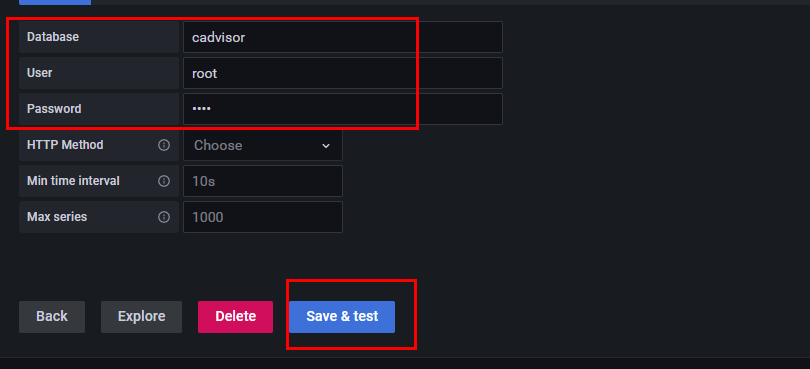 Database cadvisor
User root
Password ••••
HTTP Method Choose
Min time interval 10s
Max series 1000
Back Explore Delete Save & test